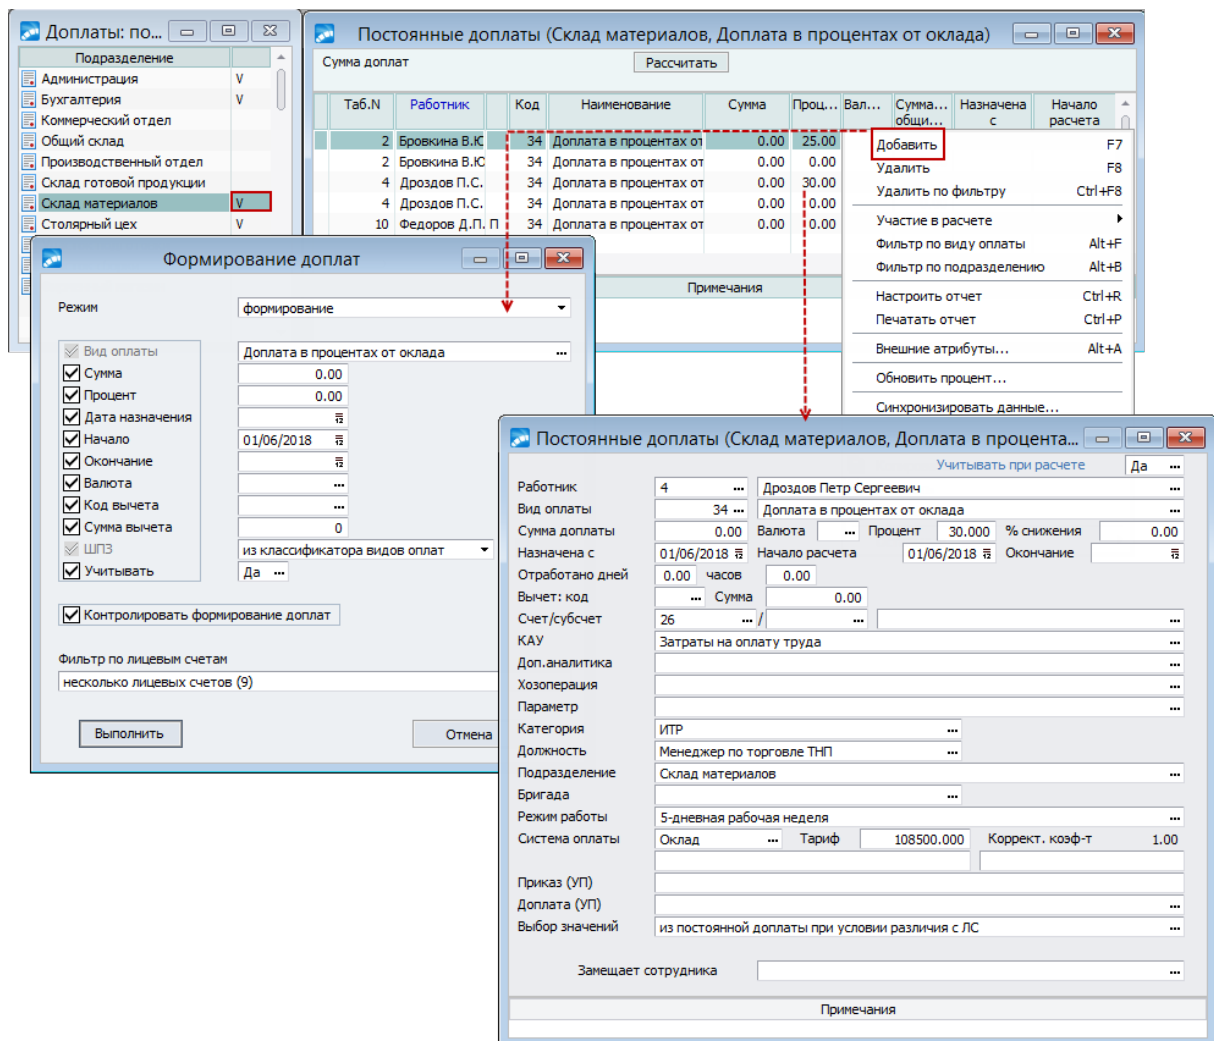 Доплаты: по...
Подразделение
Администрация V
Бухгалтерия V
Коммерческий отдел
Общий склад
Производственный отдел
Склад готовой продукции
Склад материалов V
Столярный цех V
Постоянные доплаты (Склад материалов, Доплата в процентах от оклада)
Сумма доплат Рассчитать
Таб.N Работник Код Наименование Сумма Проц... Вал... Сумма... общи... Назначена с Начало расчета
2 Бровкина В.Ю 34 Доплата в процентах от 0.00 25.00
2 Бровкина В.Ю 34 Доплата в процентах от 0.00 0.00
4 Дроздов П.С. 34 Доплата в процентах от 0.00 30.00
4 Дроздов П.С. 34 Доплата в процентах от 0.00 0.00
10 Федоров Д.П. П 34 Доплата в процентах от 0.00 0.00
Примечания
Добавить F7
Удалить F8
Удалить по фильтру Ctrl+F8
Участие в расчете
Фильтр по виду оплаты Alt+F
Фильтр по подразделению Alt+B
Настроить отчет Ctrl+R
Печатать отчет Ctrl+P
Внешние атрибуты... Alt+A
Обновить процент...
Синхронизировать данные...
Формирование доплат
Режим формирование
Вид оплаты Доплата в процентах от оклада ...
Сумма 0.00
Процент 0.00
Дата назначения
Начало 01/06/2018
Окончание
Валюта ...
Код вычета ...
Сумма вычета 0
ШПЗ из классификатора видов оплат
Учитывать Да ...
Контролировать формирование доплат
Фильтр по лицевым счетам
несколько лицевых счетов (9)
Выполнить Отмена
Постоянные доплаты (Склад материалов, Доплата в процента...
Учитывать при расчете Да ...
Работник 4 ... Дроздов Петр Сергеевич ...
Вид оплаты 34 ... Доплата в процентах от оклада ...
Сумма доплаты 0.00 Валюта ... Процент 30.000 % снижения 0.00
Назначена с 01/06/2018 Начало расчета 01/06/2018 Окончание
Отработано дней 0.00 часов 0.00
Вычет: код ... Сумма 0.00
Счет/субсчет 26 ... / ... ...
КАУ Затраты на оплату труда ...
Доп.аналитика ...
Хозоперация ...
Параметр ...
Категория ИТР ...
Должность Менеджер по торговле ТНП ...
Подразделение Склад материалов ...
Бригада ...
Режим работы 5-дневная рабочая неделя ...
Система оплаты Оклад ... Тариф 108500.000 Коррект. коэф-т 1.00
Приказ (УП)
Доплата (УП) ...
Выбор значений из постоянной доплаты при условии различия с ЛС ...
Замещает сотрудника ...
Примечания